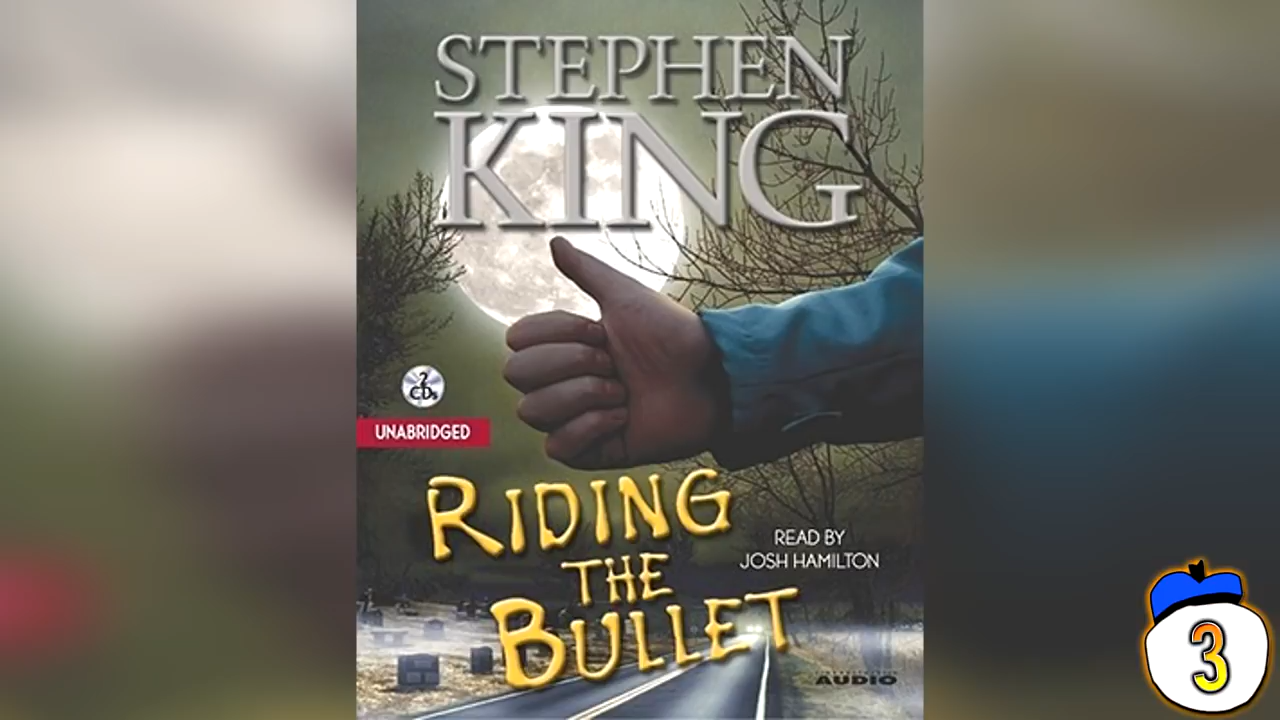 STEPHEN
KING
2
CDs
UNABRIDGED
RIDING
THE
BULLET
READ BY
JOSH HAMILTON
AUDIO
3